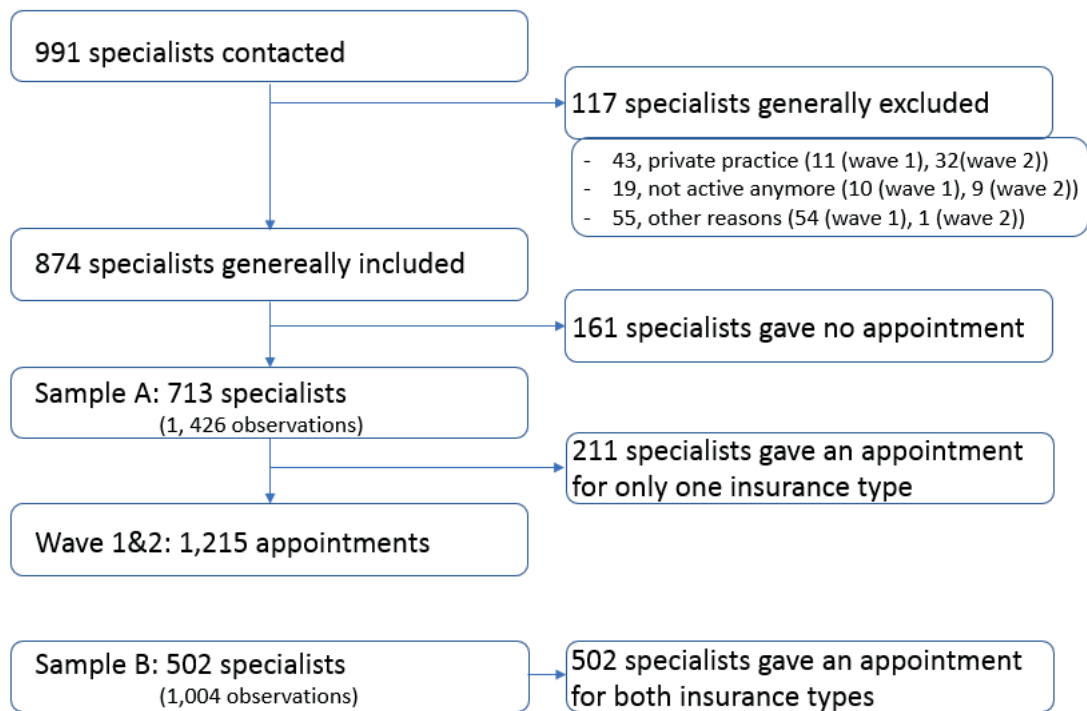 991 specialists contacted
117 specialists generally excluded
- 43, private practice (11 (wave 1), 32(wave 2))
- 19, not active anymore (10 (wave 1), 9 (wave 2))
- 55, other reasons (54 (wave 1), 1 (wave 2))
874 specialists genereally included
161 specialists gave no appointment
Sample A: 713 specialists
(1, 426 observations)
211 specialists gave an appointment
for only one insurance type
Wave 1&2: 1,215 appointments
Sample B: 502 specialists
(1,004 observations)
502 specialists gave an appointment
for both insurance types